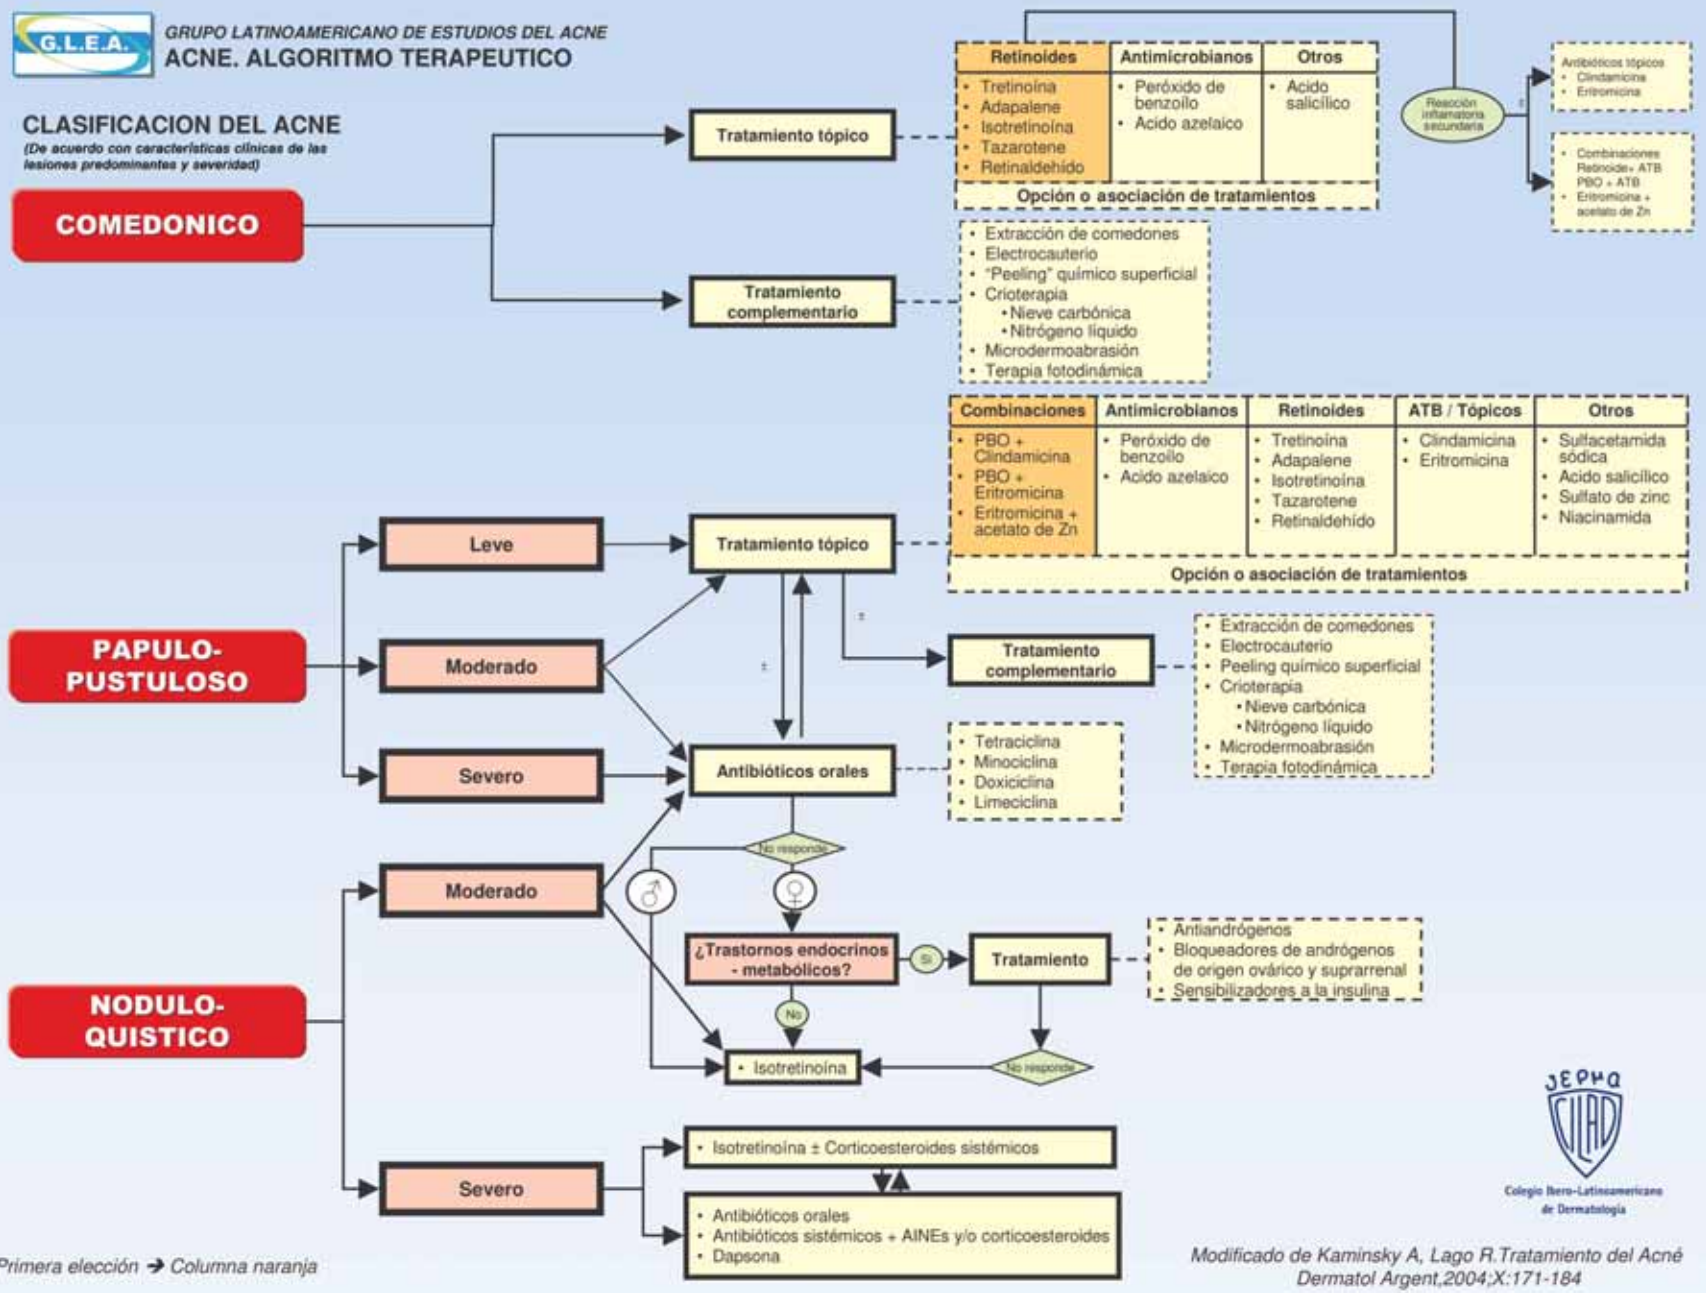 G.L.E.A.
GRUPO LATINOAMERICANO DE ESTUDIOS DEL ACNE
ACNE. ALGORITMO TERAPEUTICO
CLASIFICACION DEL ACNE
(De acuerdo con características clínicas de las
lesiones predominantes y severidad)
COMEDONICO
Tratamiento tópico
Retinoides
• Tretinoína
• Adapalene
• Isotretinoína
• Tazarotene
• Retinaldehído
Antimicrobianos
• Peróxido de
benzoílo
• Acido azelaico
Otros
• Acido
salicílico
Opción o asociación de tratamientos
Reacción
inflamatoria
secundaria
±
Antibióticos tópicos
• Clindamicina
• Eritromicina
• Combinaciones
Retinoide+ ATB
PBO + ATB
• Eritromicina +
acetato de Zn
Tratamiento
complementario
• Extracción de comedones
• Electrocauterio
• "Peeling" químico superficial
• Crioterapia
• Nieve carbónica
• Nitrógeno líquido
• Microdermoabrasión
• Terapia fotodinámica
PAPULO-
PUSTULOSO
Leve
Moderado
Severo
Tratamiento tópico
Combinaciones
• PBO +
Clindamicina
• PBO +
Eritromicina
• Eritromicina +
acetato de Zn
Antimicrobianos
• Peróxido de
benzoílo
• Acido azelaico
Retinoides
• Tretinoína
• Adapalene
• Isotretinoína
• Tazarotene
• Retinaldehído
ATB / Tópicos
• Clindamicina
• Eritromicina
Otros
• Sulfacetamida
sódica
• Acido salicílico
• Sulfato de zinc
• Niacinamida
Opción o asociación de tratamientos
±
±
Tratamiento
complementario
• Extracción de comedones
• Electrocauterio
• Peeling químico superficial
• Crioterapia
• Nieve carbónica
• Nitrógeno líquido
• Microdermoabrasión
• Terapia fotodinámica
Antibióticos orales
• Tetraciclina
• Minociclina
• Doxiciclina
• Limeciclina
No responde
♂
♀
NODULO-
QUISTICO
Moderado
¿Trastornos endocrinos
- metabólicos?
Si
Tratamiento
• Antiandrógenos
• Bloqueadores de andrógenos
de origen ovárico y suprarrenal
• Sensibilizadores a la insulina
No
• Isotretinoína
No responde
Severo
• Isotretinoína ± Corticoesteroides sistémicos
• Antibióticos orales
• Antibióticos sistémicos + AINEs y/o corticoesteroides
• Dapsona
JEPMA
CILAD
Colegio Ibero-Latinoamericano
de Dermatología
Primera elección ➔ Columna naranja
Modificado de Kaminsky A, Lago R.Tratamiento del Acné
Dermatol Argent,2004;X:171-184